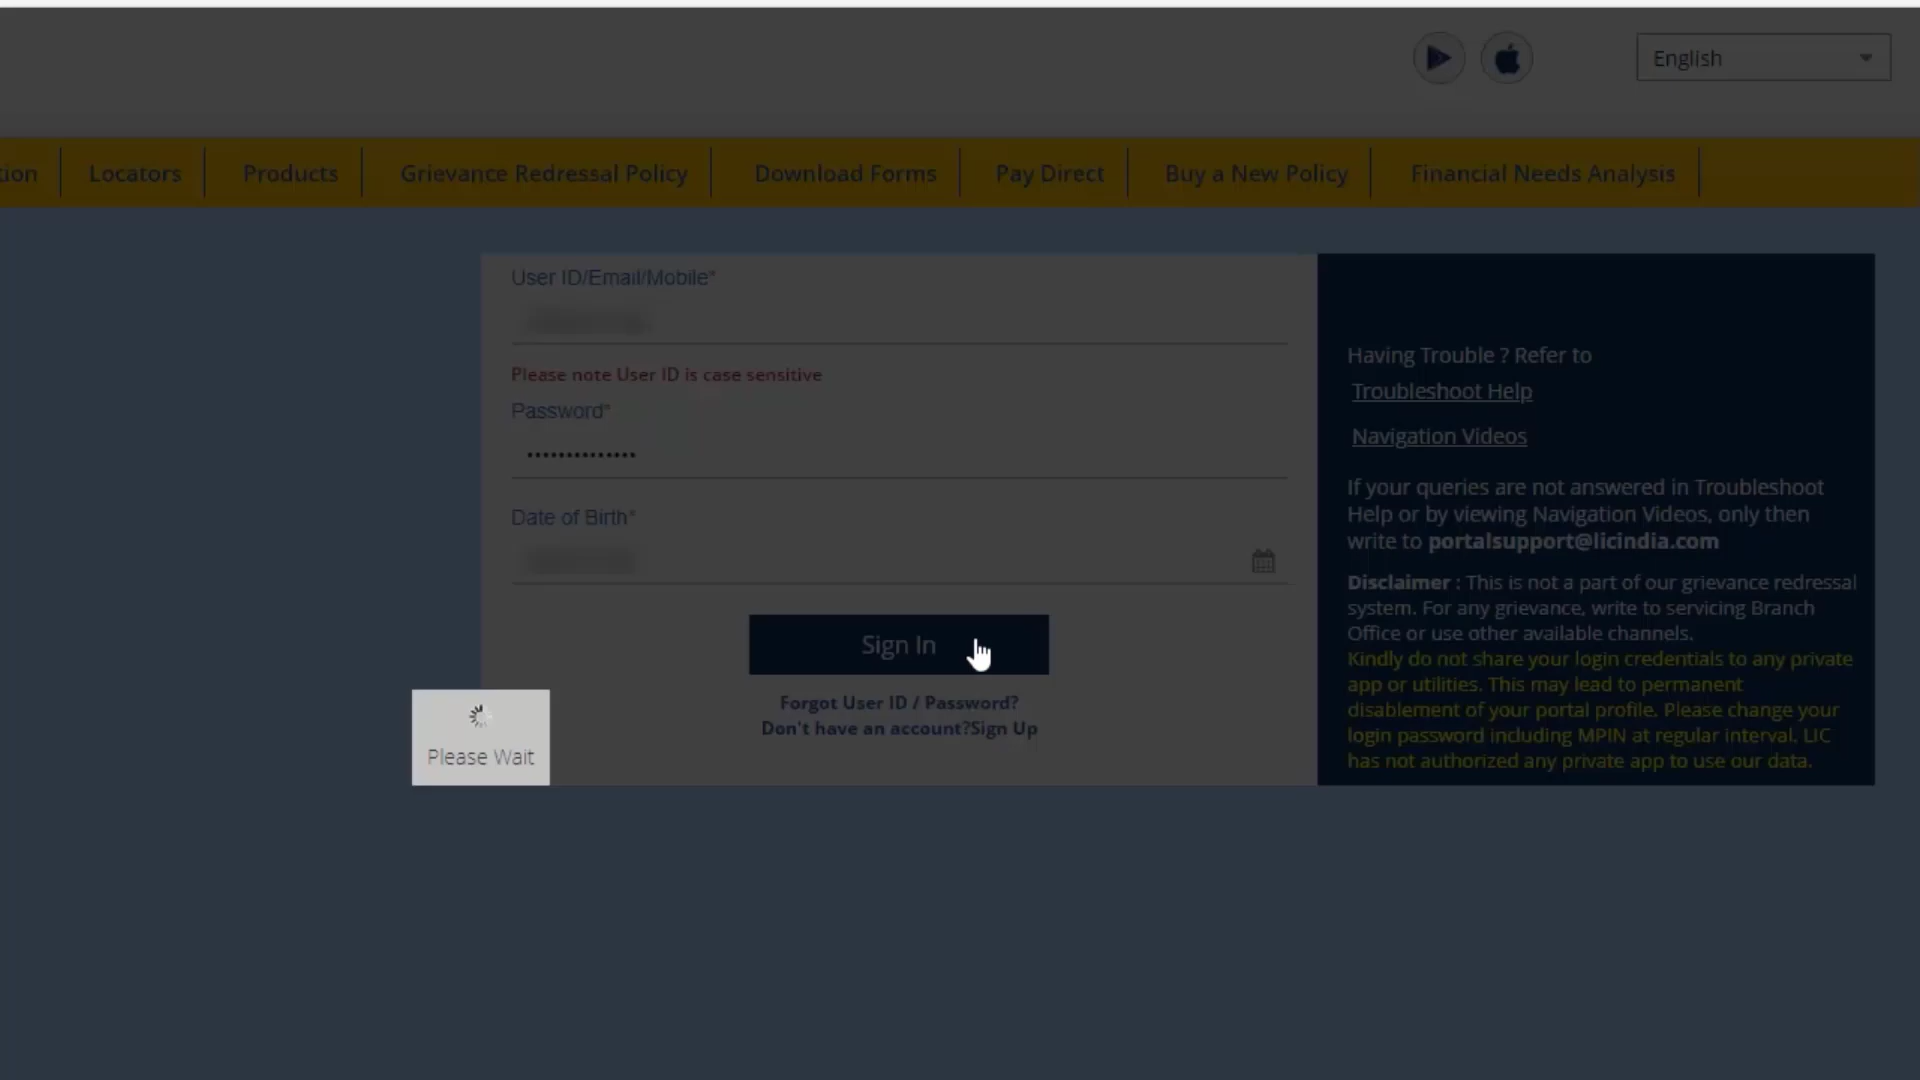 English
tion
Locators
Products
Grievance Redressal Policy
Download Forms
Pay Direct
Buy a New Policy
Financial Needs Analysis
User ID/Email/Mobile*
Please note User ID is case sensitive
Password*
••••••••••••••
Date of Birth*
Sign In
Forgot User ID / Password?
Don't have an account?Sign Up
Please Wait
Having Trouble ? Refer to
Troubleshoot Help
Navigation Videos
If your queries are not answered in Troubleshoot
Help or by viewing Navigation Videos, only then
write to portalsupport@licindia.com
Disclaimer : This is not a part of our grievance redressal
system. For any grievance, write to servicing Branch
Office or use other available channels.
Kindly do not share your login credentials to any private
app or utilities. This may lead to permanent
disablement of your portal profile. Please change your
login password including MPIN at regular interval. LIC
has not authorized any private app to use our data.